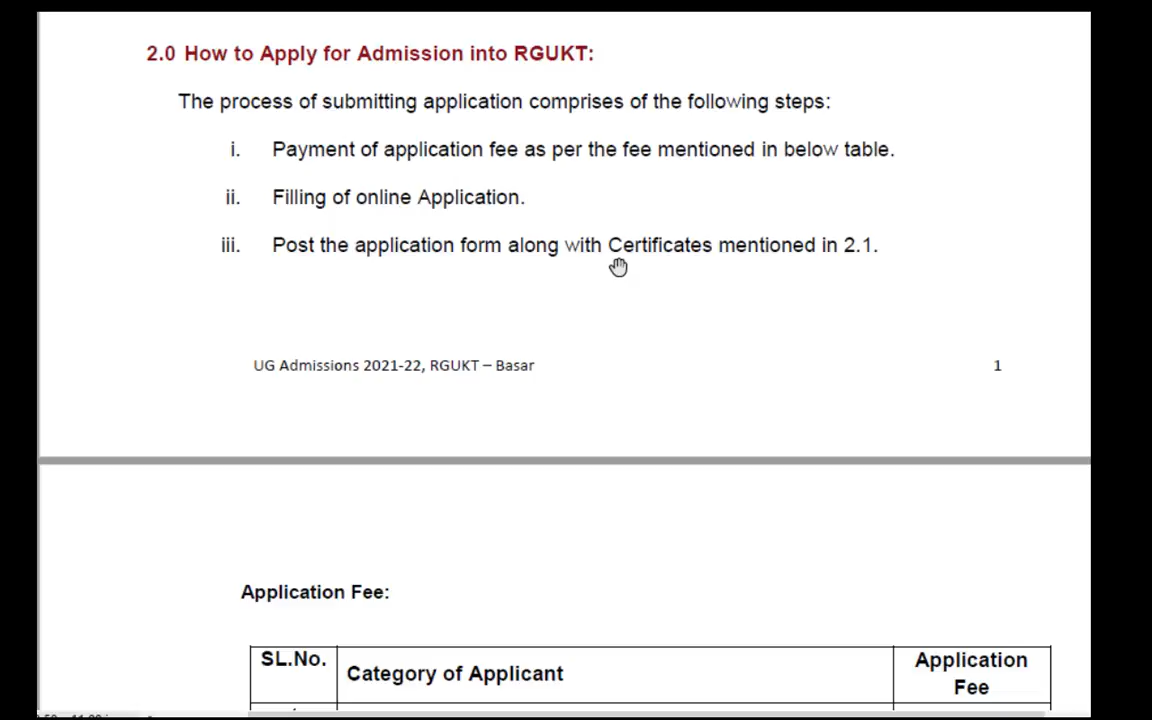 2.0 How to Apply for Admission into RGUKT:
The process of submitting application comprises of the following steps:
i. Payment of application fee as per the fee mentioned in below table.
ii. Filling of online Application.
iii. Post the application form along with Certificates mentioned in 2.1.
UG Admissions 2021-22, RGUKT – Basar 1
Application Fee:
SL.No. Category of Applicant Application Fee